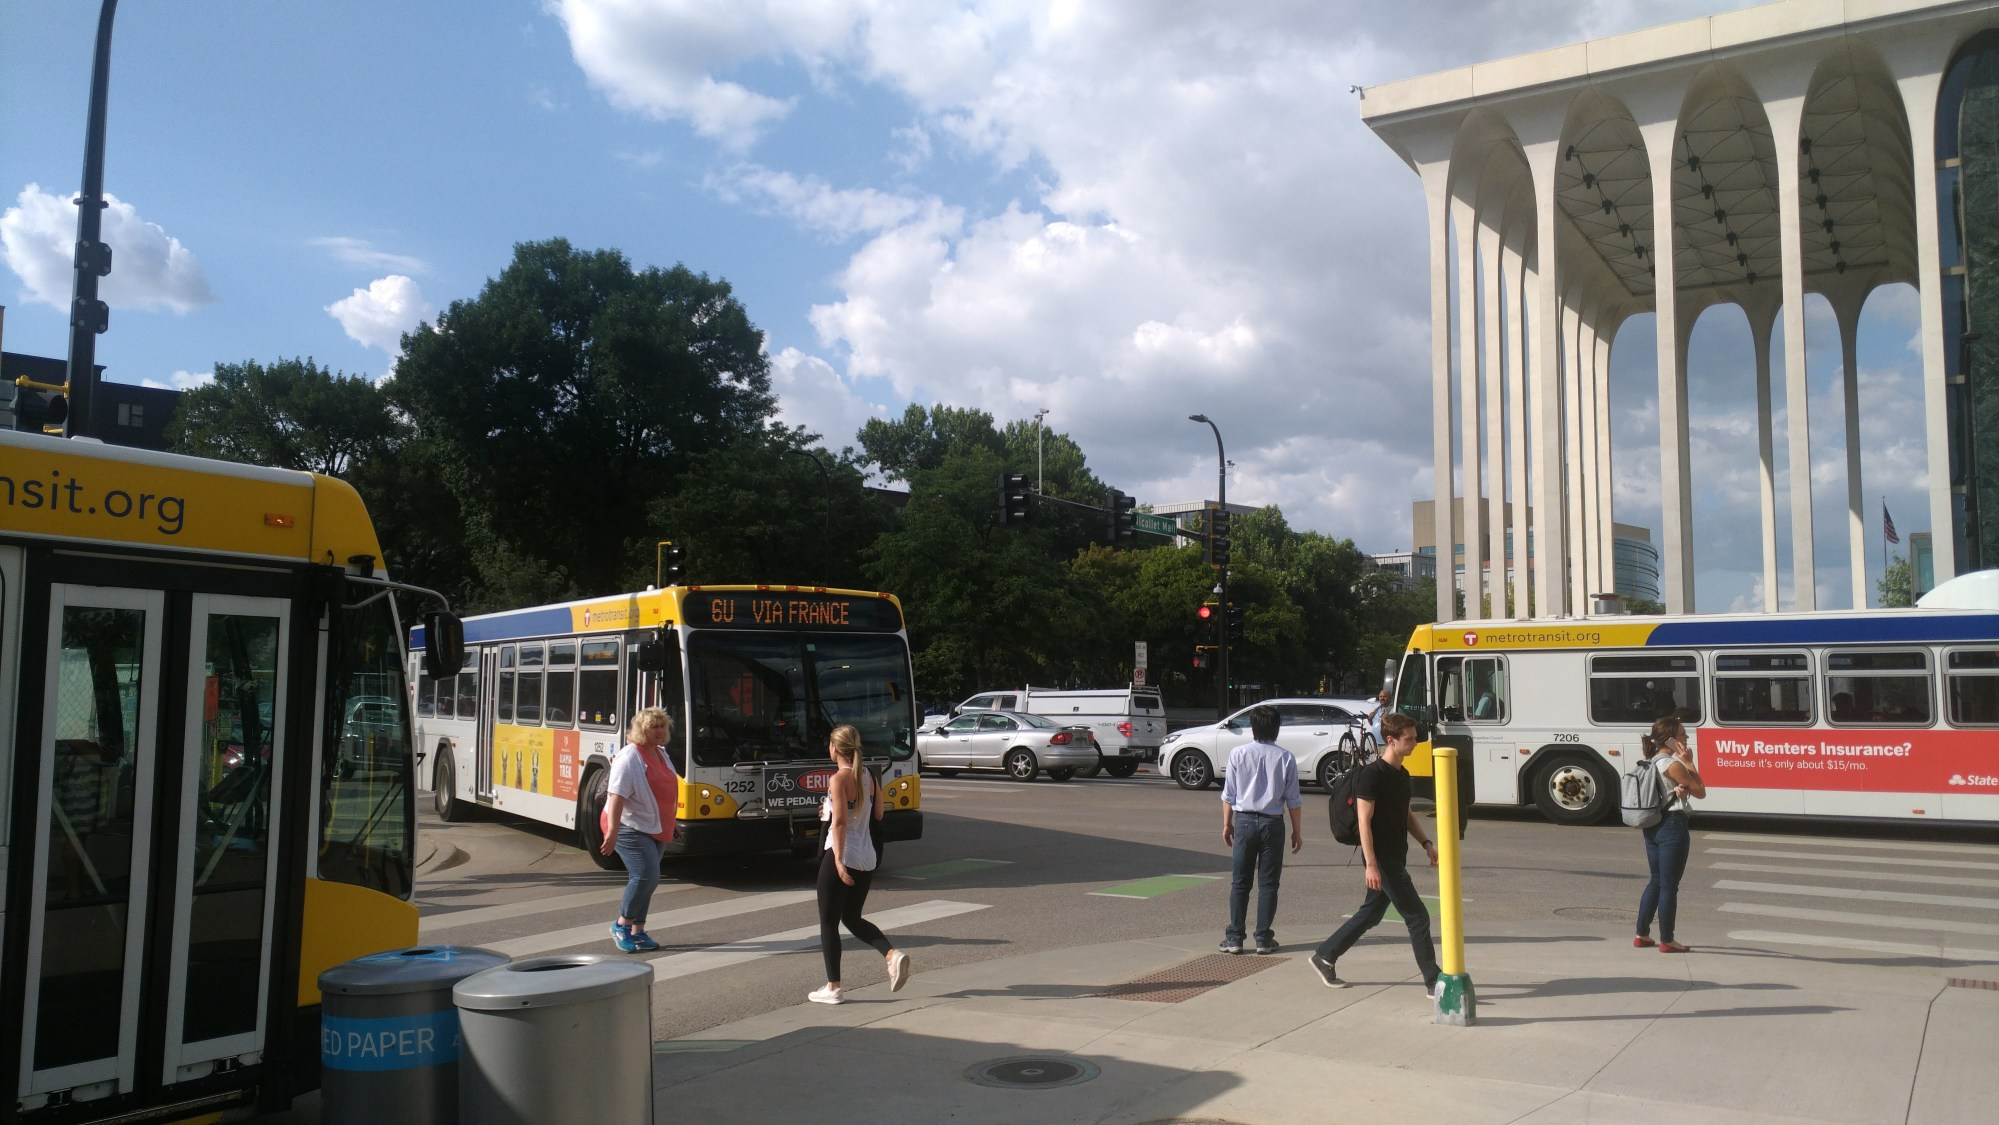 nsit.org
metrotransit.org
6U VIA FRANCE
1252
1252
WE PEDAL
Nicollet Mall
metrotransit.org
7206
Why Renters Insurance?
Because it's only about $15/mo.
State
ED PAPER